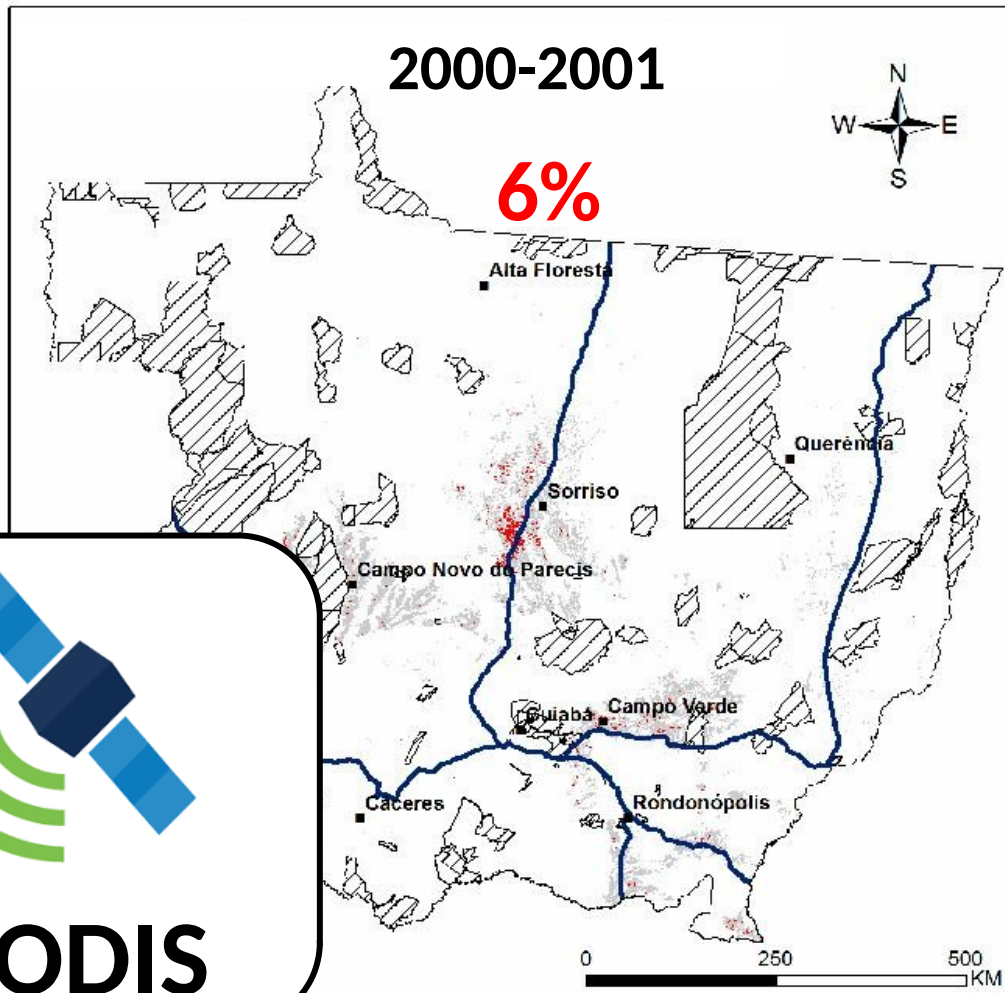 2000-2001
N
W E
S
6%
Alta Floresta
Querência
Sorriso
Campo Novo do Parecis
Cuiabá
Campo Verde
Cáceres
Rondonópolis
ODIS
0 250 500
KM